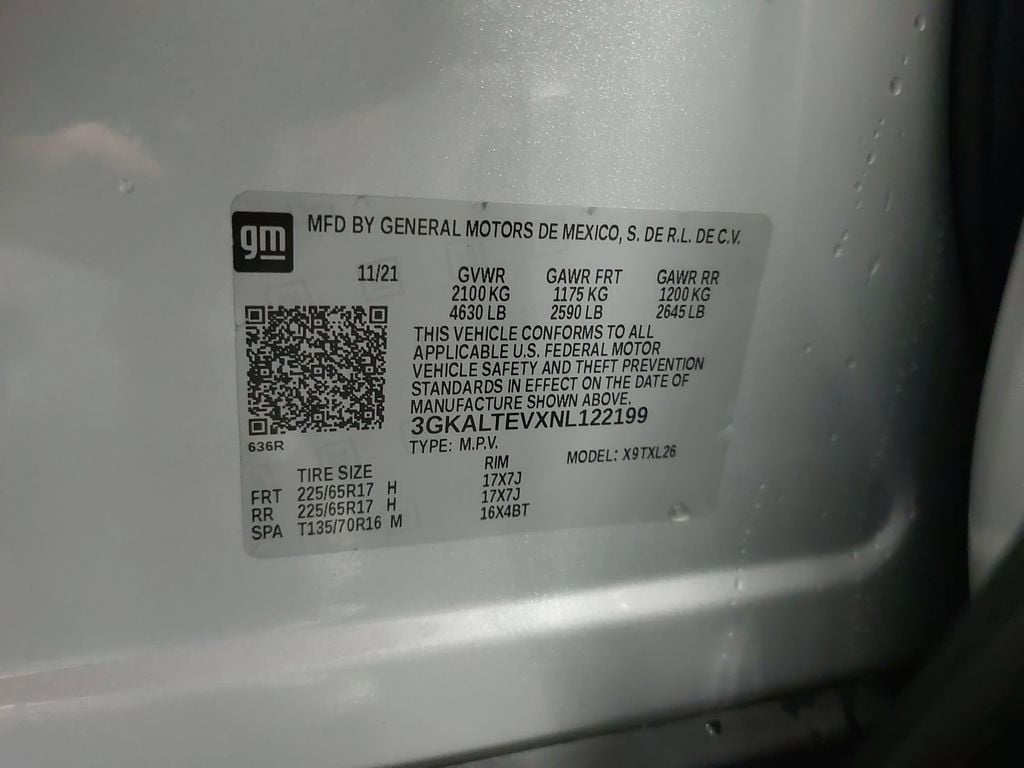 gm
MFD BY GENERAL MOTORS DE MEXICO, S. DE R.L. DE C.V.
11/21 GVWR GAWR FRT GAWR RR
2100 KG 1175 KG 1200 KG
4630 LB 2590 LB 2645 LB
THIS VEHICLE CONFORMS TO ALL
APPLICABLE U.S. FEDERAL MOTOR
VEHICLE SAFETY AND THEFT PREVENTION
STANDARDS IN EFFECT ON THE DATE OF
MANUFACTURE SHOWN ABOVE.
3GKALTEVXNL122199
636R
TYPE: M.P.V. MODEL: X9TXL26
TIRE SIZE RIM
FRT 225/65R17 H 17X7J
RR 225/65R17 H 17X7J
SPA T135/70R16 M 16X4BT